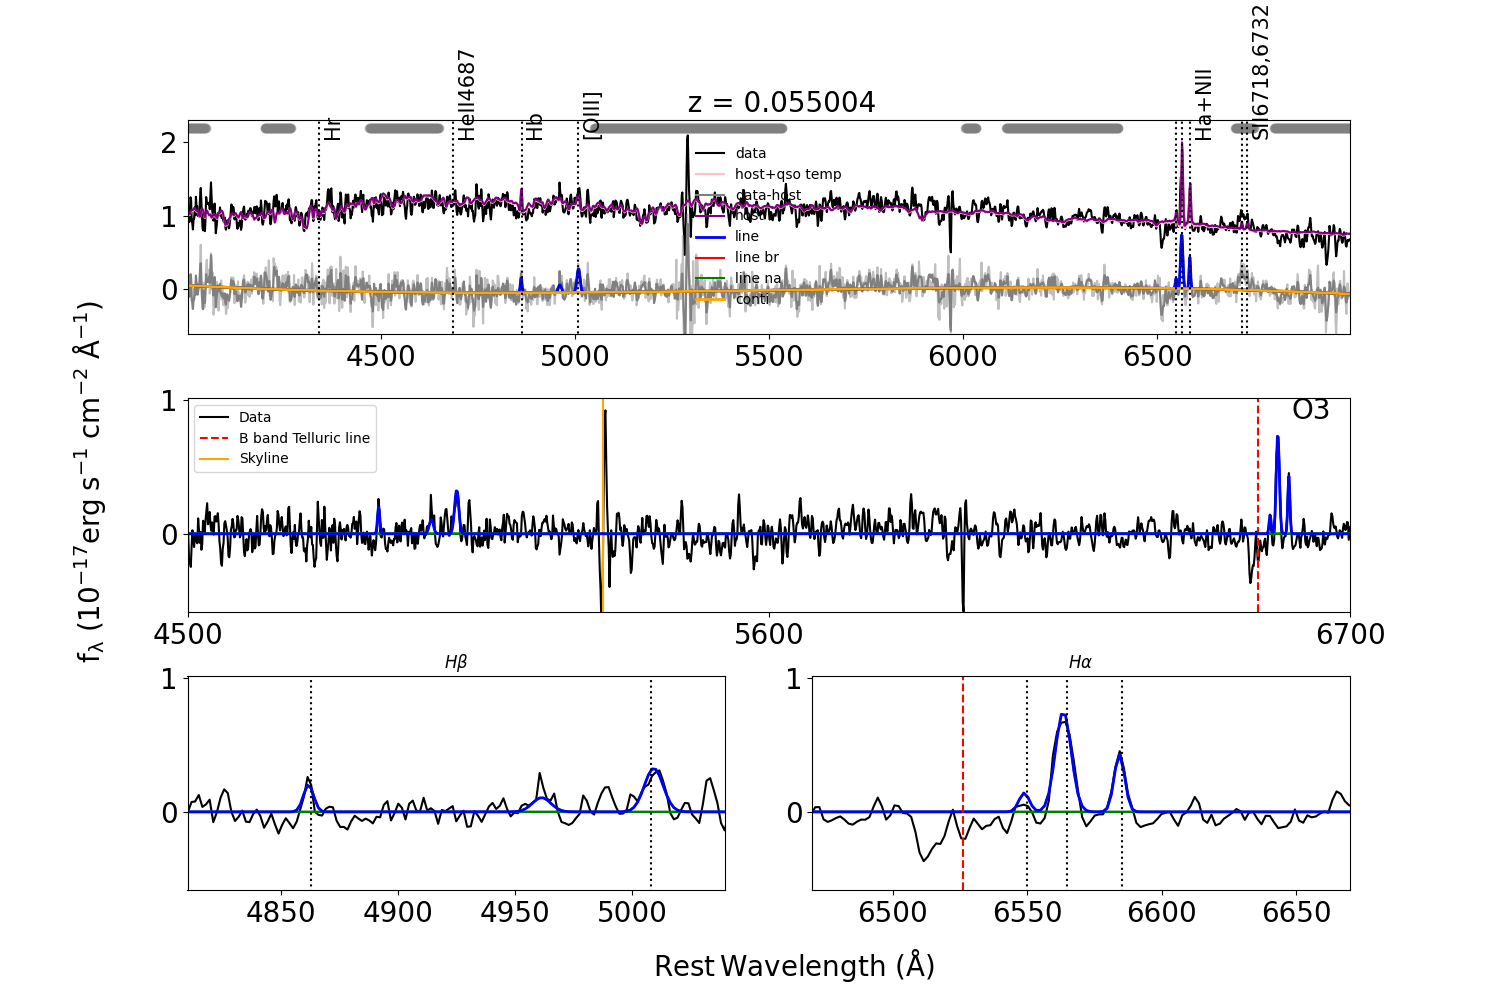 z = 0.055004
Hr
HeII4687
Hb
[OIII]
Ha+NII
SII6718,6732
data
host+qso temp
data-host
host
line
line br
line na
conti
2
1
0
4500 5000 5500 6000 6500
fλ (10−17erg s−1 cm−2 Å−1)
O3
Data
B band Telluric line
Skyline
1
0
4500 5600 6700
Hβ
1
0
4850 4900 4950 5000
Hα
1
0
6500 6550 6600 6650
Rest Wavelength (Å)